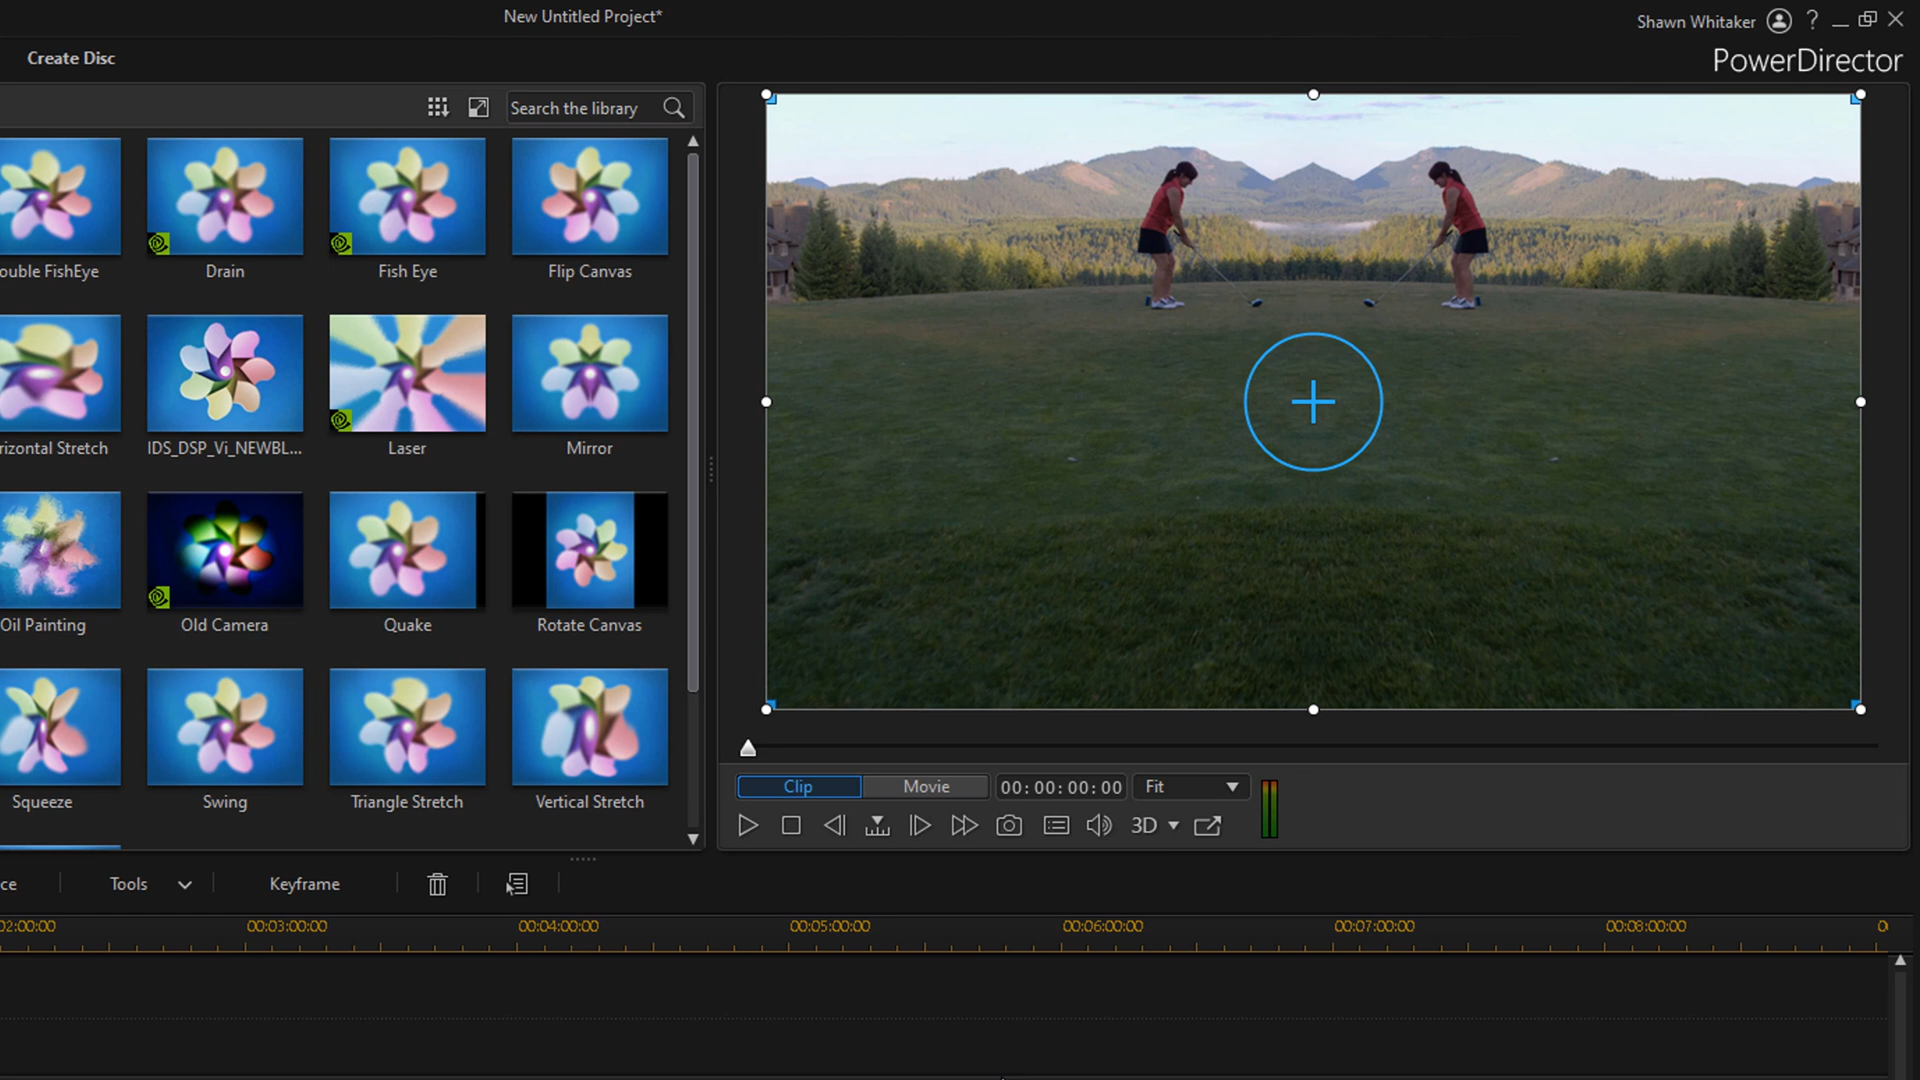 New Untitled Project*
Shawn Whitaker
?
Create Disc
PowerDirector
Search the library
ouble FishEye
Drain
Fish Eye
Flip Canvas
rizontal Stretch
IDS_DSP_Vi_NEWBL...
Laser
Mirror
Oil Painting
Old Camera
Quake
Rotate Canvas
Squeeze
Swing
Triangle Stretch
Vertical Stretch
Clip
Movie
00:00:00:00
Fit
3D
ce
Tools
Keyframe
02:00:00
00:03:00:00
00:04:00:00
00:05:00:00
00:06:00:00
00:07:00:00
00:08:00:00